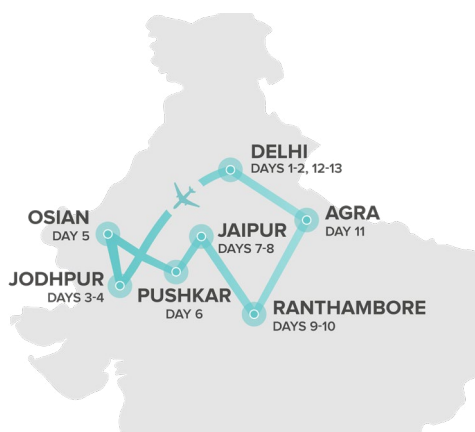 DELHI
DAYS 1-2, 12-13
OSIAN
DAY 5
JAIPUR
DAYS 7-8
AGRA
DAY 11
JODHPUR
DAYS 3-4
PUSHKAR
DAY 6
RANTHAMBORE
DAYS 9-10